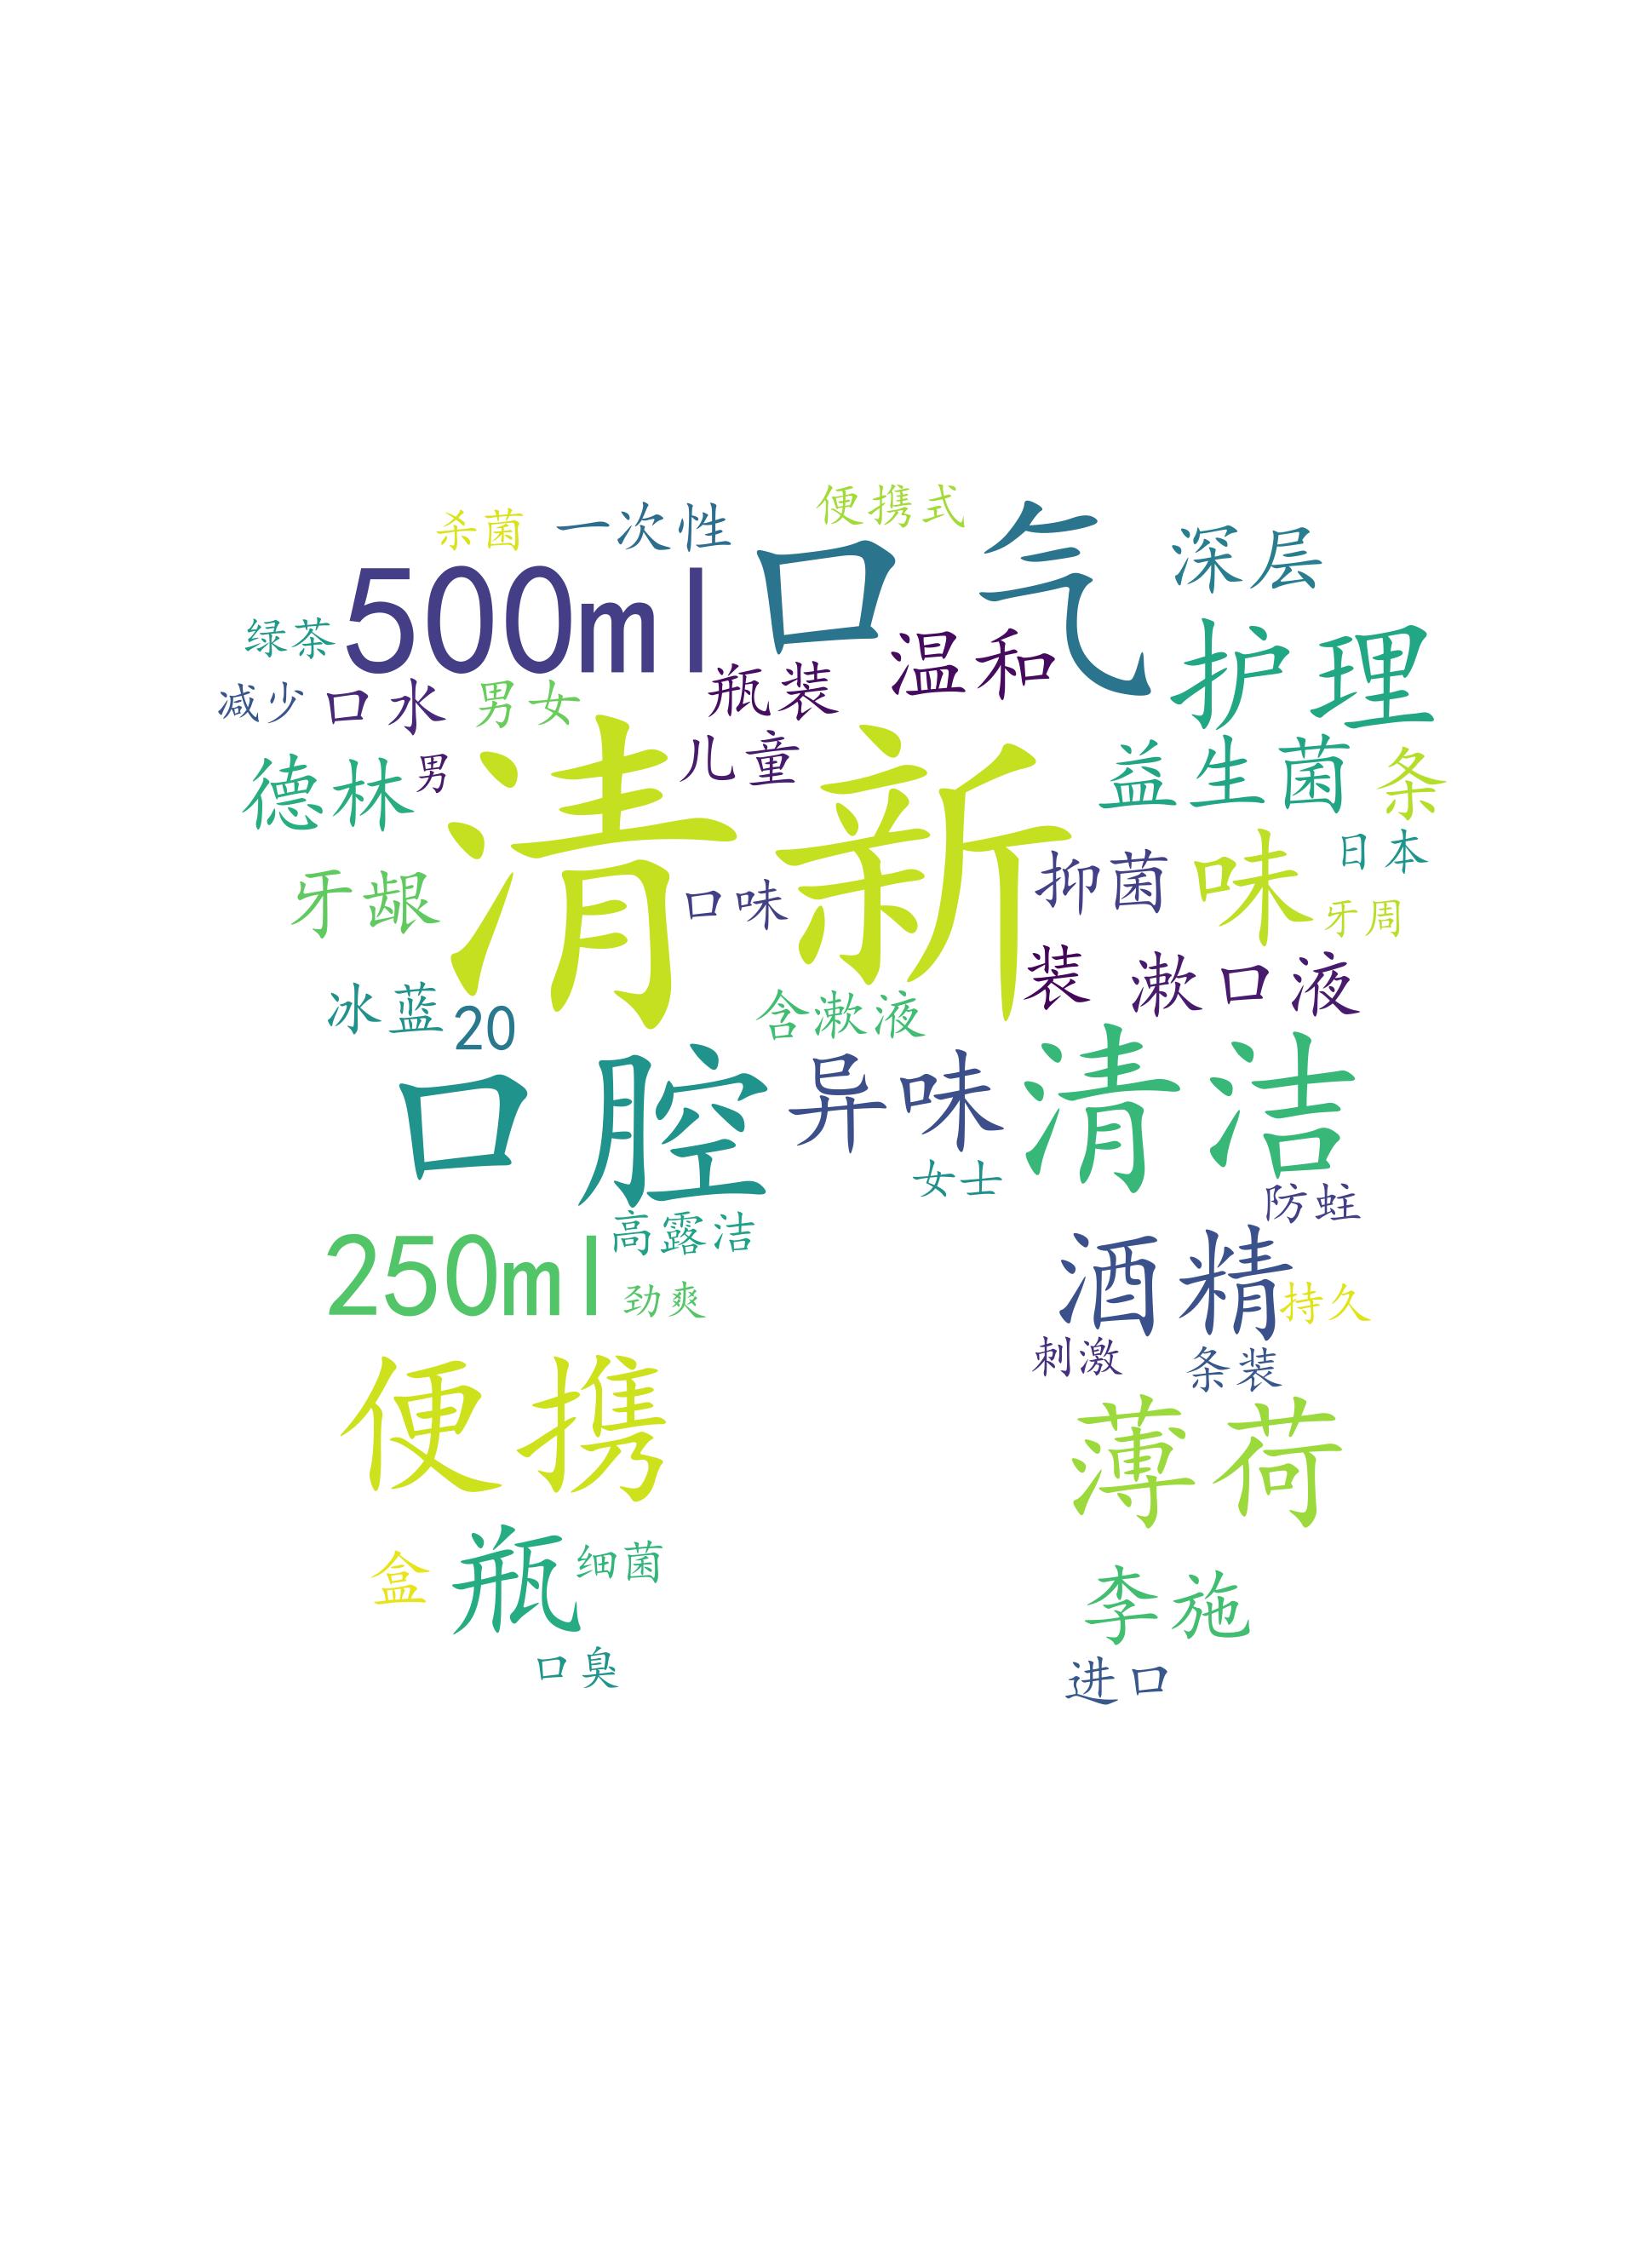 杀菌
一次性
便携式
500ml
口气
深层
绿茶
温和
护理
减少
口水
男女
瓶装
德林
男
清新
儿童
益生菌
条
牙龈
口味
抑菌
味
日本
牙周
冰蓝
20
含漱液
装
漱口液
口腔
异味
清洁
女士
防蛀
高露洁
250ml
劲爽
酒精
持久
刺激
条装
便携
薄荷
盒
瓶
细菌
李施
口臭
进口